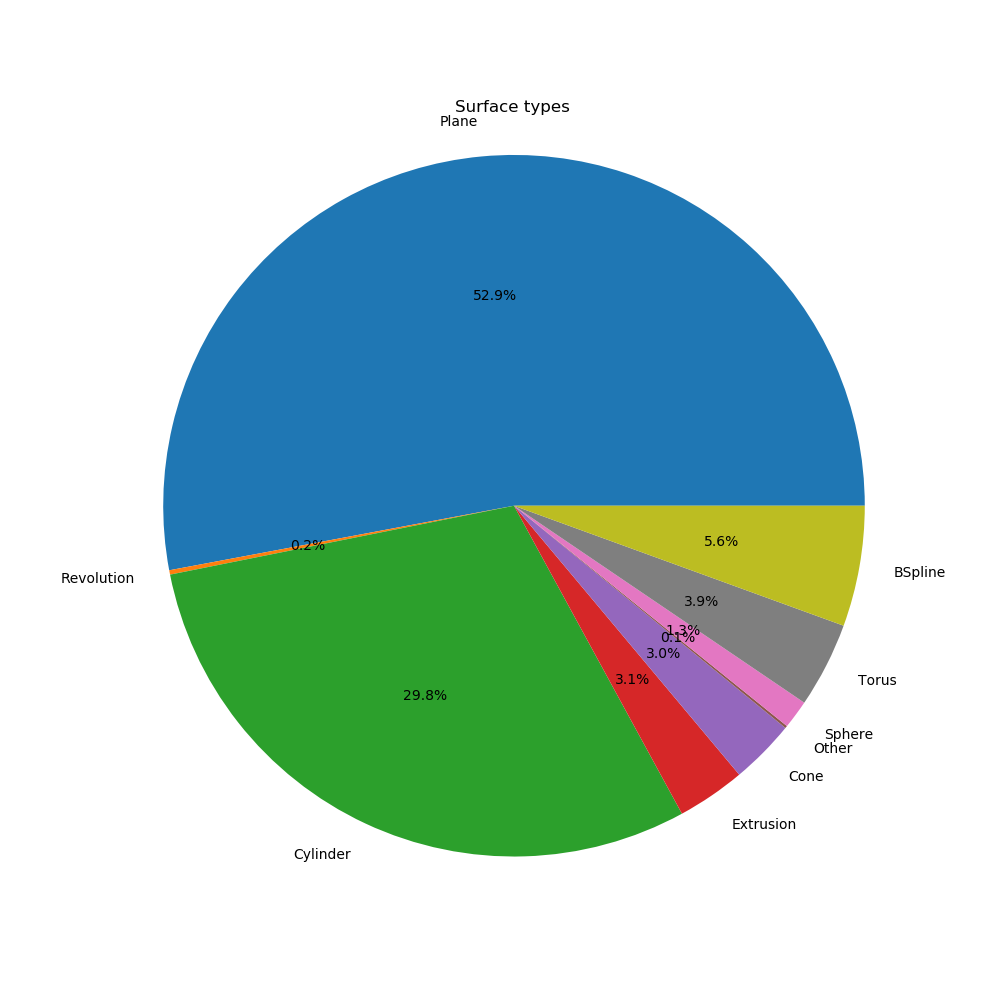 Surface types
Plane
52.9%
Revolution
0.2%
Cylinder
29.8%
Extrusion
3.1%
Cone
3.0%
Other
0.1%
Sphere
1.3%
Torus
3.9%
BSpline
5.6%